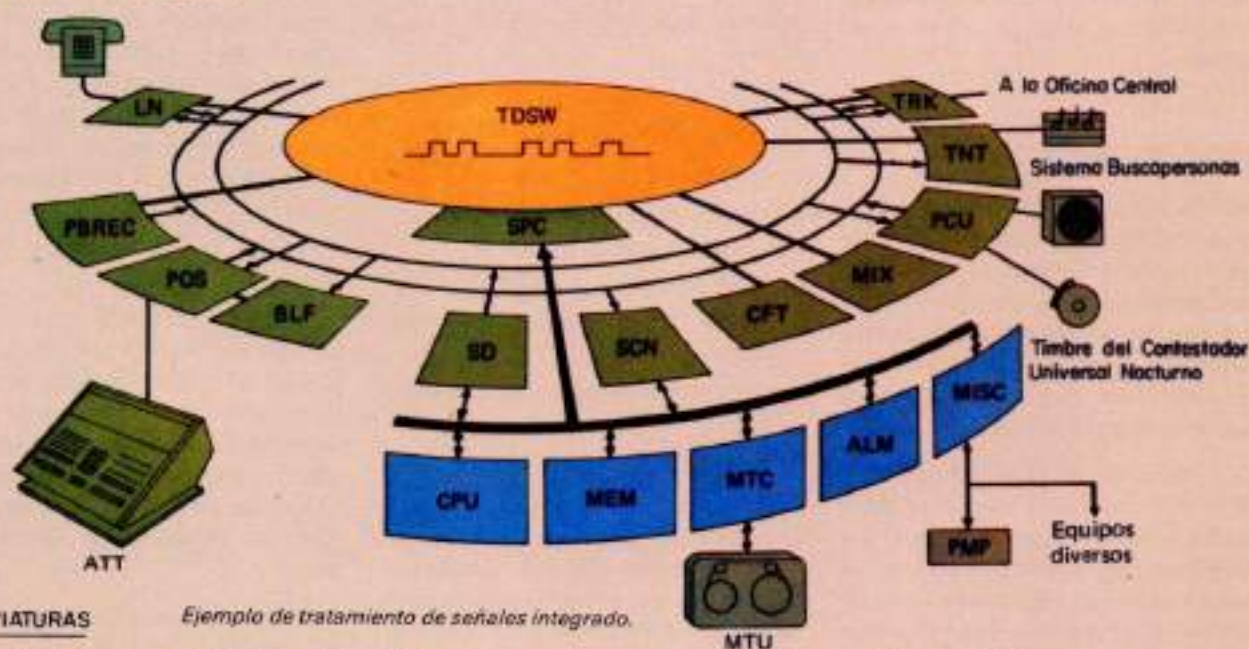 LN
TDSW
TRK
A la Oficina Central
TNT
Sistema Buscapersonas
PBREC
SPC
PCU
POS
MIX
BLF
CFT
SD
SCN
Timbre del Contestador
Universal Nocturno
MISC
ALM
CPU
MEM
MTC
PMP
Equipos
diversos
ATT
IATURAS
Ejemplo de tratamiento de señales integrado.
MTU